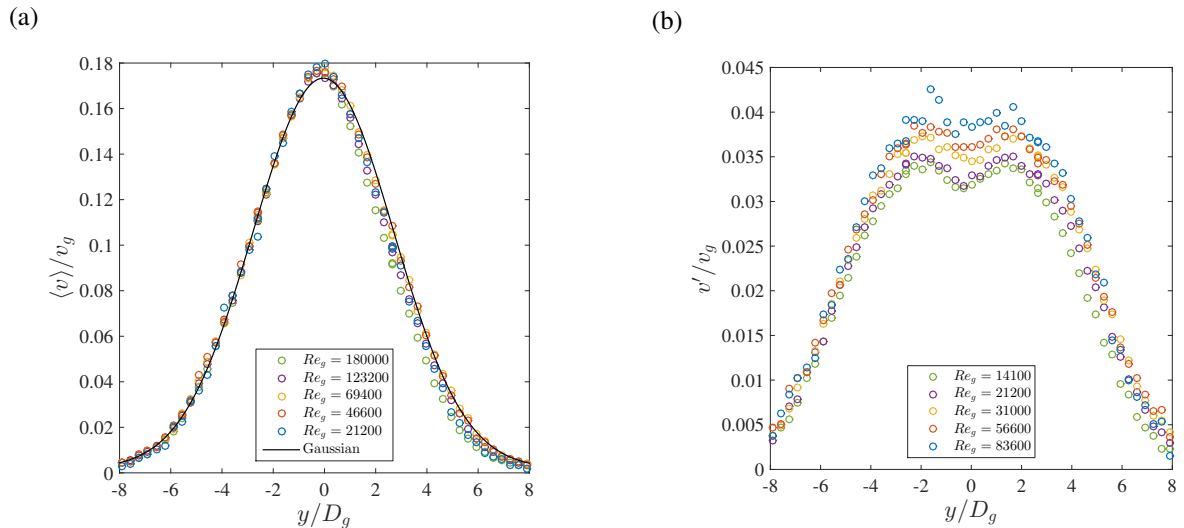 (a)
0.18
0.16
0.14
0.12
0.1
0.08
0.06
0.04
0.02
0
⟨v⟩/v_g
Re_g = 180000
Re_g = 123200
Re_g = 69400
Re_g = 46600
Re_g = 21200
Gaussian
-8 -6 -4 -2 0 2 4 6 8
y/D_g
(b)
0.045
0.04
0.035
0.03
0.025
0.02
0.015
0.01
0.005
0
v′/v_g
Re_g = 14100
Re_g = 21200
Re_g = 31000
Re_g = 56600
Re_g = 83600
-8 -6 -4 -2 0 2 4 6 8
y/D_g